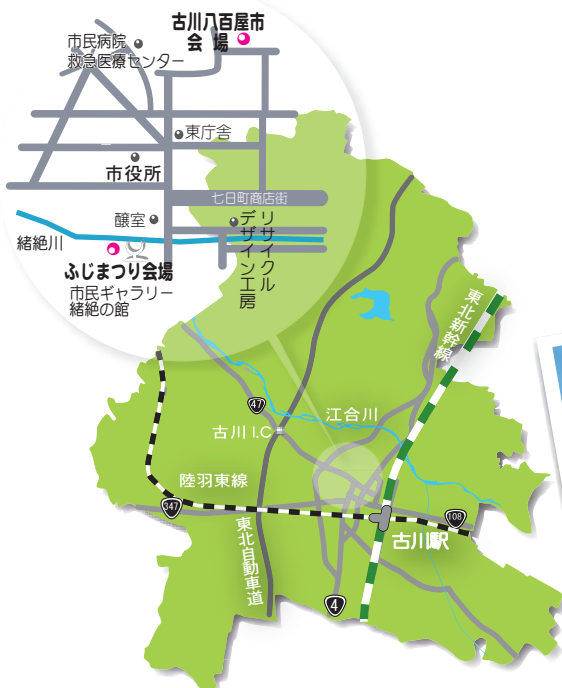 古川八百屋市
会場
市民病院
救急医療センター
東庁舎
市役所
七日町商店街
醸室
リサイクル
デザイン工房
緒絶川
ふじまつり会場
市民ギャラリー
緒絶の館
東北新幹線
47
江合川
古川 I.C
陸羽東線
347
108
古川駅
東北自動車道
4